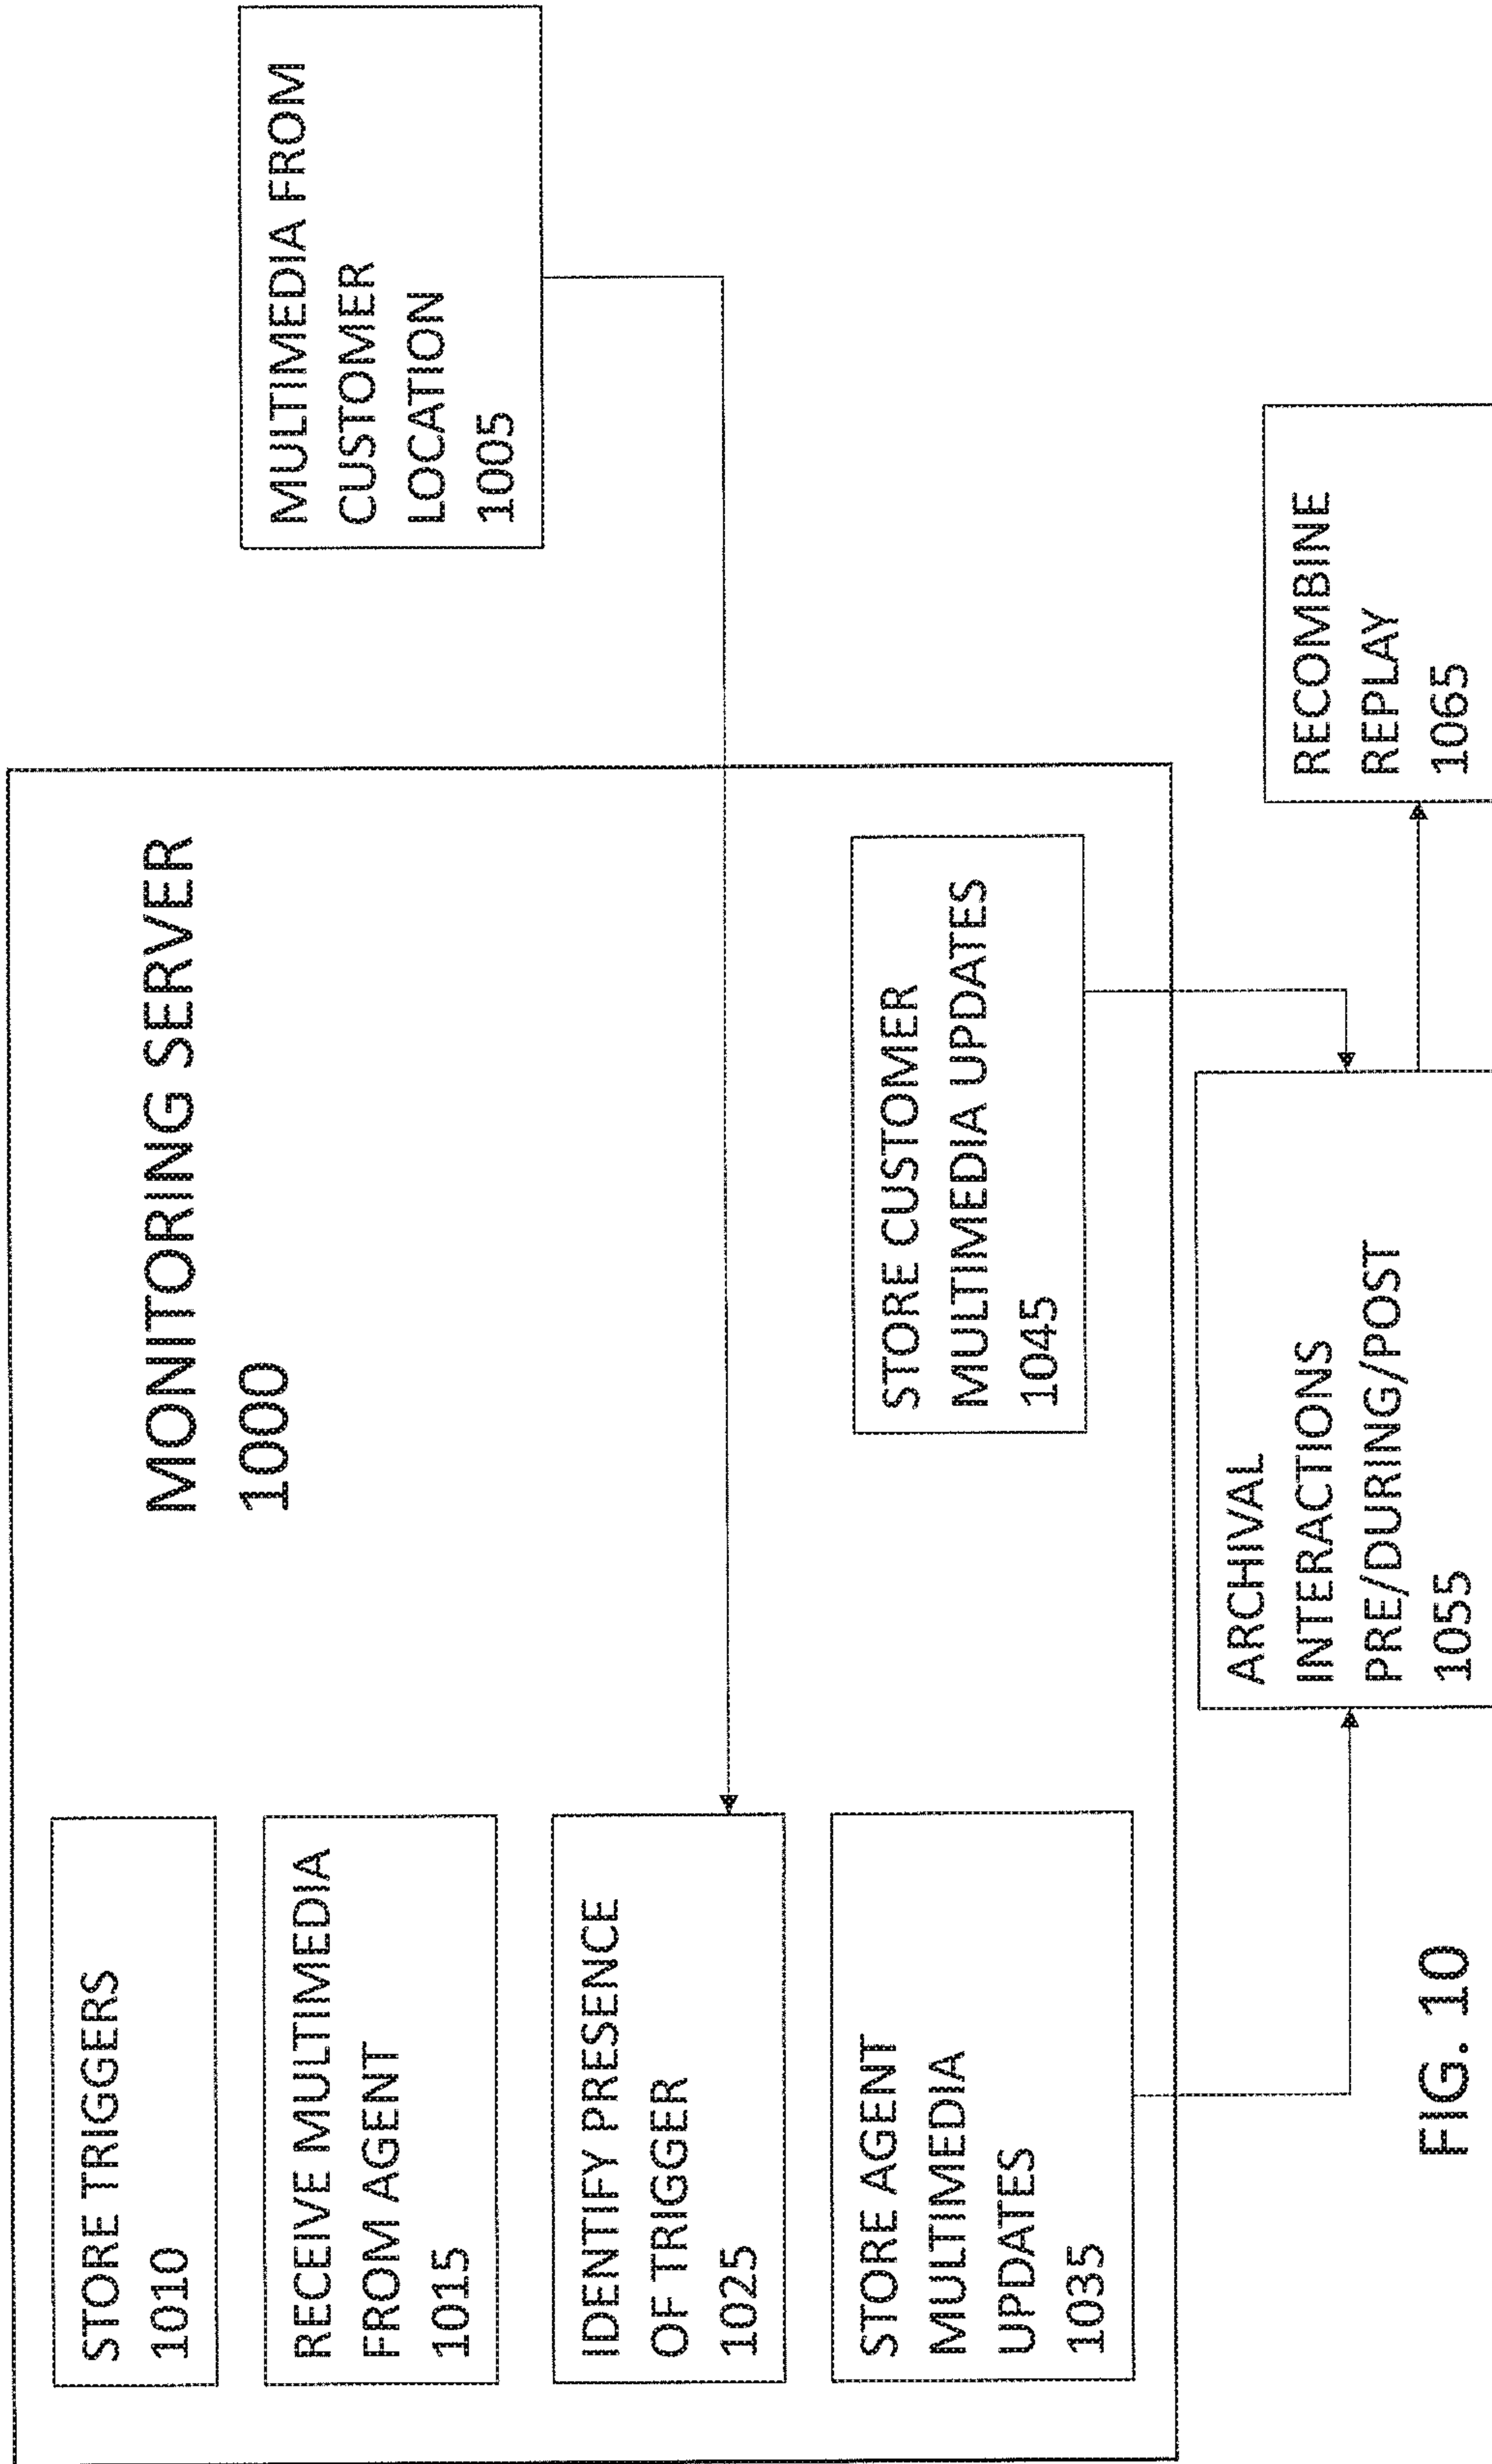 MONITORING SERVER
1000
STORE TRIGGERS
1010
RECEIVE MULTIMEDIA
FROM AGENT
1015
IDENTIFY PRESENCE
OF TRIGGER
1025
STORE AGENT
MULTIMEDIA
UPDATES
1035
STORE CUSTOMER
MULTIMEDIA UPDATES
1045
MULTIMEDIA FROM
CUSTOMER
LOCATION
1005
ARCHIVAL
INTERACTIONS
PRE/DURING/POST
1055
RECOMBINE
REPLAY
1065
FIG. 10